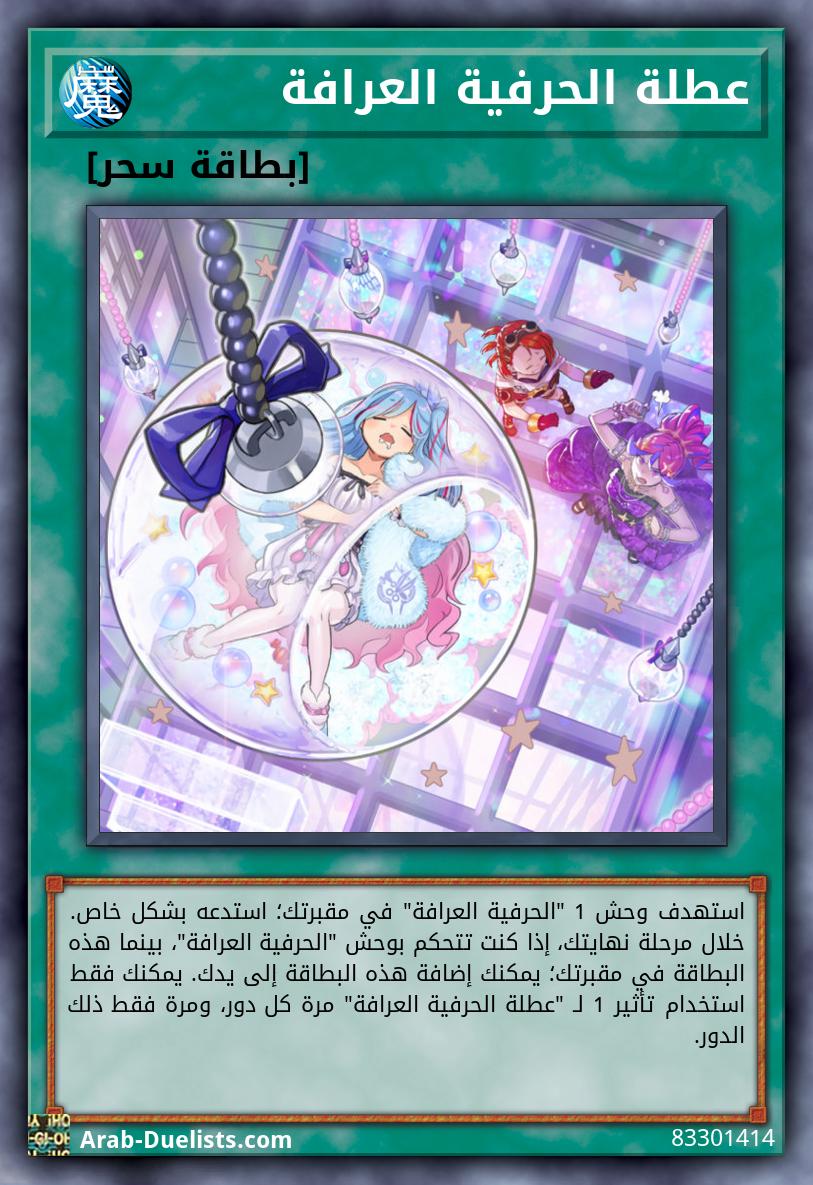 عطلة الحرفية العرافة
魔
[بطاقة سحر]
استهدف وحش 1 "الحرفية العرافة" في مقبرتك؛ استدعه بشكل خاص.
خلال مرحلة نهايتك، إذا كنت تتحكم بوحش "الحرفية العرافة"، بينما هذه
البطاقة في مقبرتك؛ يمكنك إضافة هذه البطاقة إلى يدك. يمكنك فقط
استخدام تأثير 1 لـ "عطلة الحرفية العرافة" مرة كل دور، ومرة فقط ذلك
الدور.
Arab-Duelists.com
83301414